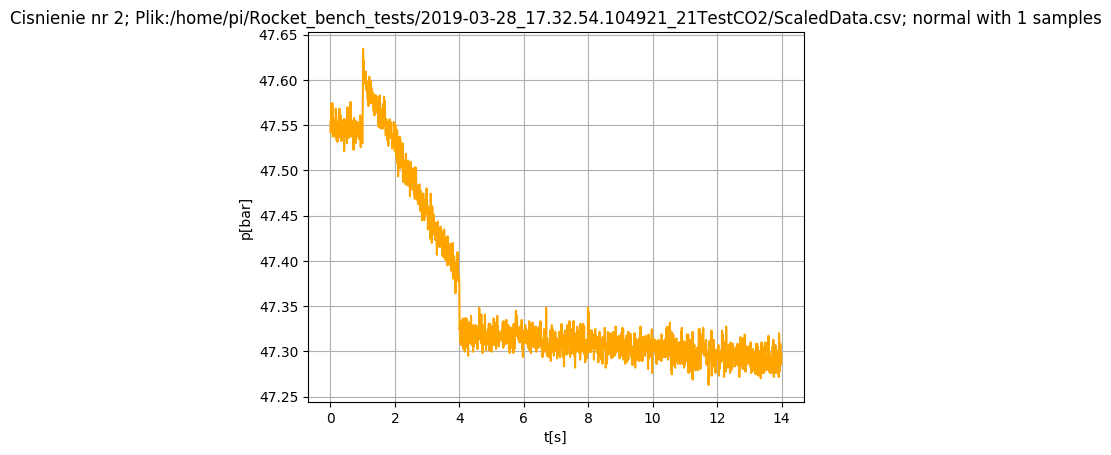 Cisnienie nr 2; Plik:/home/pi/Rocket_bench_tests/2019-03-28_17.32.54.104921_21TestCO2/ScaledData.csv; normal with 1 samples
47.65
47.60
47.55
47.50
47.45
47.40
47.35
47.30
47.25
p[bar]
0 2 4 6 8 10 12 14
t[s]